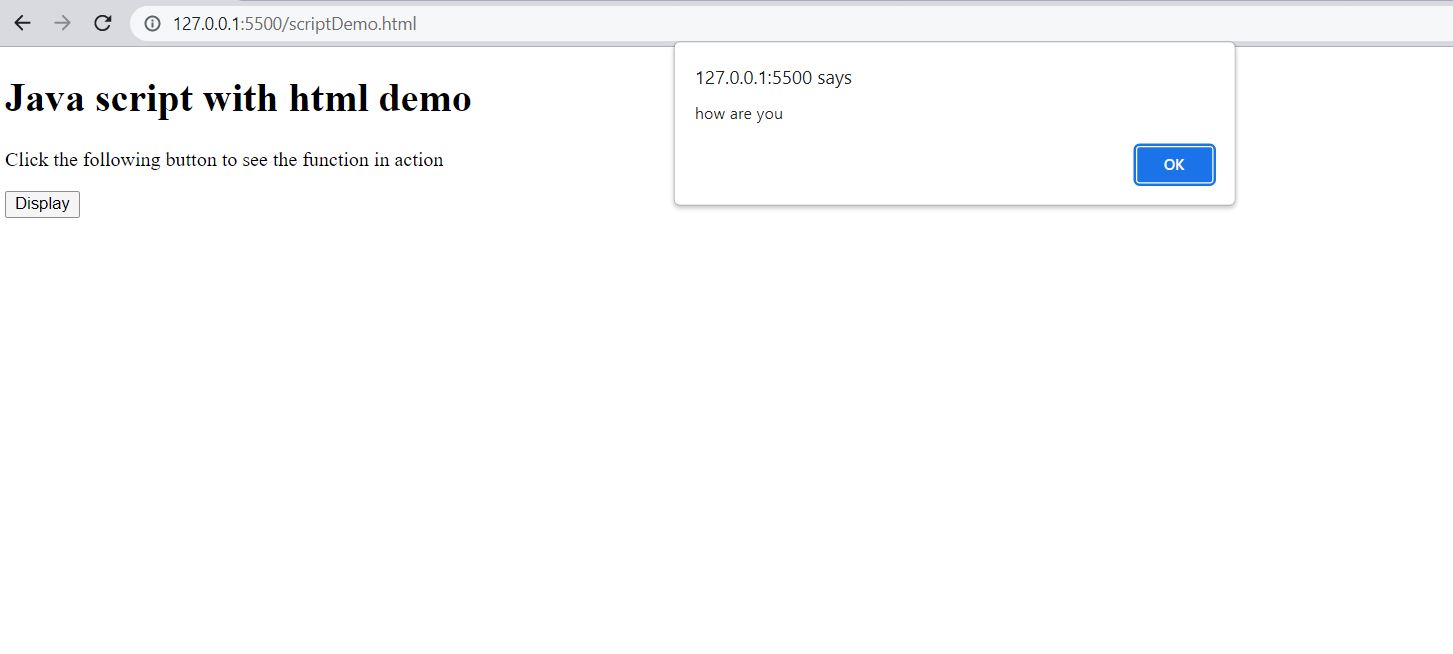 127.0.0.1:5500/scriptDemo.html
127.0.0.1:5500 says
how are you
OK
Java script with html demo
Click the following button to see the function in action
Display